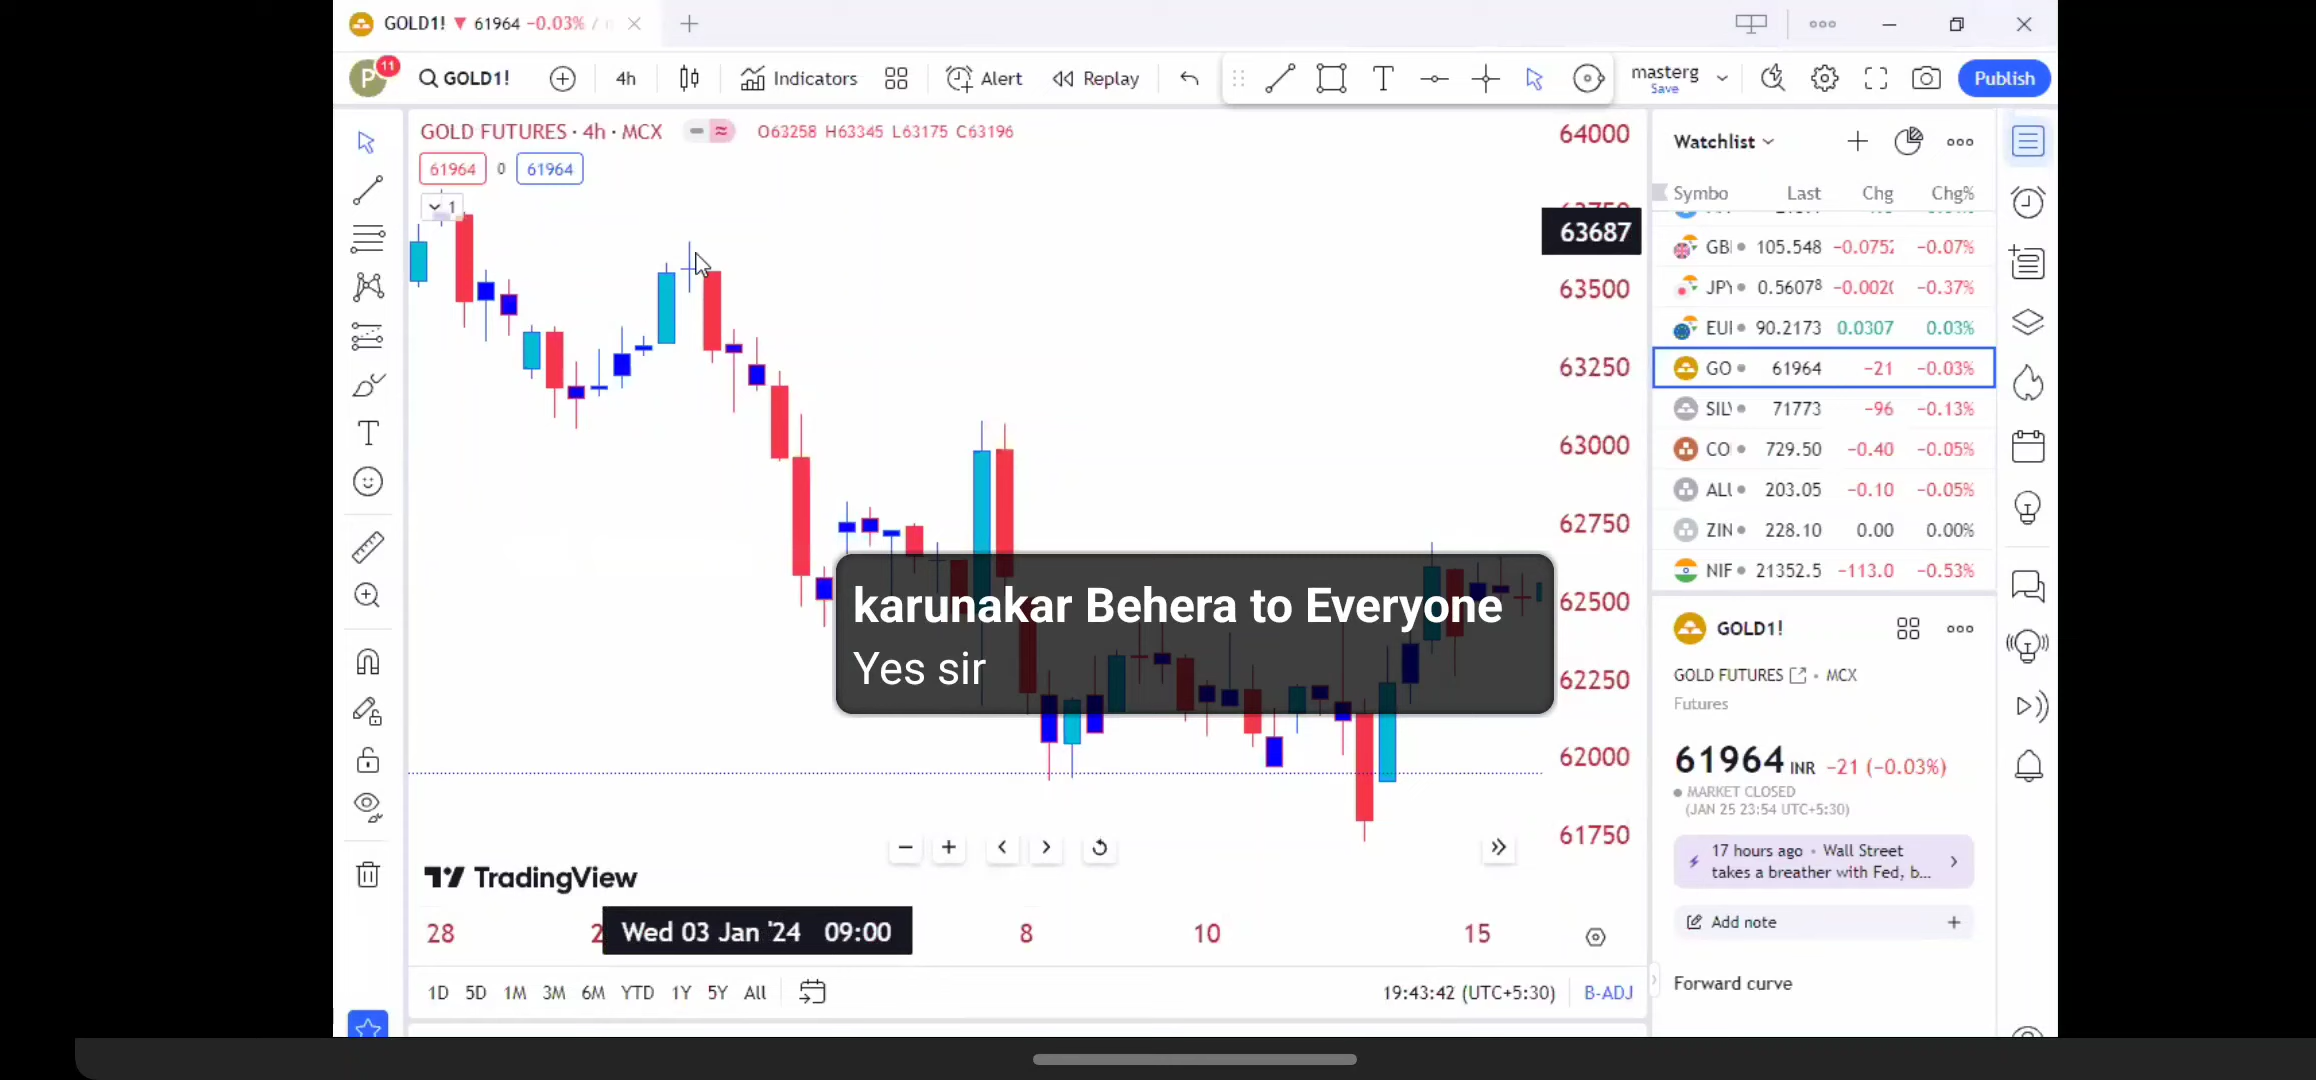 GOLD1! ▼ 61964 −0.03% /
P 11 GOLD1! 4h Indicators Alert Replay masterg Save Publish
GOLD FUTURES · 4h · MCX O63258 H63345 L63175 C63196
61964 0 61964
1
64000
63687
63500
63250
63000
62750
62500
62250
62000
61750
karunakar Behera to Everyone
Yes sir
TradingView
28
Wed 03 Jan '24 09:00
8
10
15
1D 5D 1M 3M 6M YTD 1Y 5Y All
19:43:42 (UTC+5:30) B-ADJ
Watchlist
Symbo Last Chg Chg%
GBI 105.548 −0.0752 −0.07%
JPY 0.56078 −0.0020 −0.37%
EUI 90.2173 0.0307 0.03%
GO 61964 −21 −0.03%
SIL 71773 −96 −0.13%
CO 729.50 −0.40 −0.05%
ALU 203.05 −0.10 −0.05%
ZIN 228.10 0.00 0.00%
NIF 21352.5 −113.0 −0.53%
GOLD1!
GOLD FUTURES • MCX
Futures
61964 INR −21 (−0.03%)
MARKET CLOSED
(JAN 25 23:54 UTC+5:30)
17 hours ago • Wall Street
takes a breather with Fed, b...
Add note
Forward curve